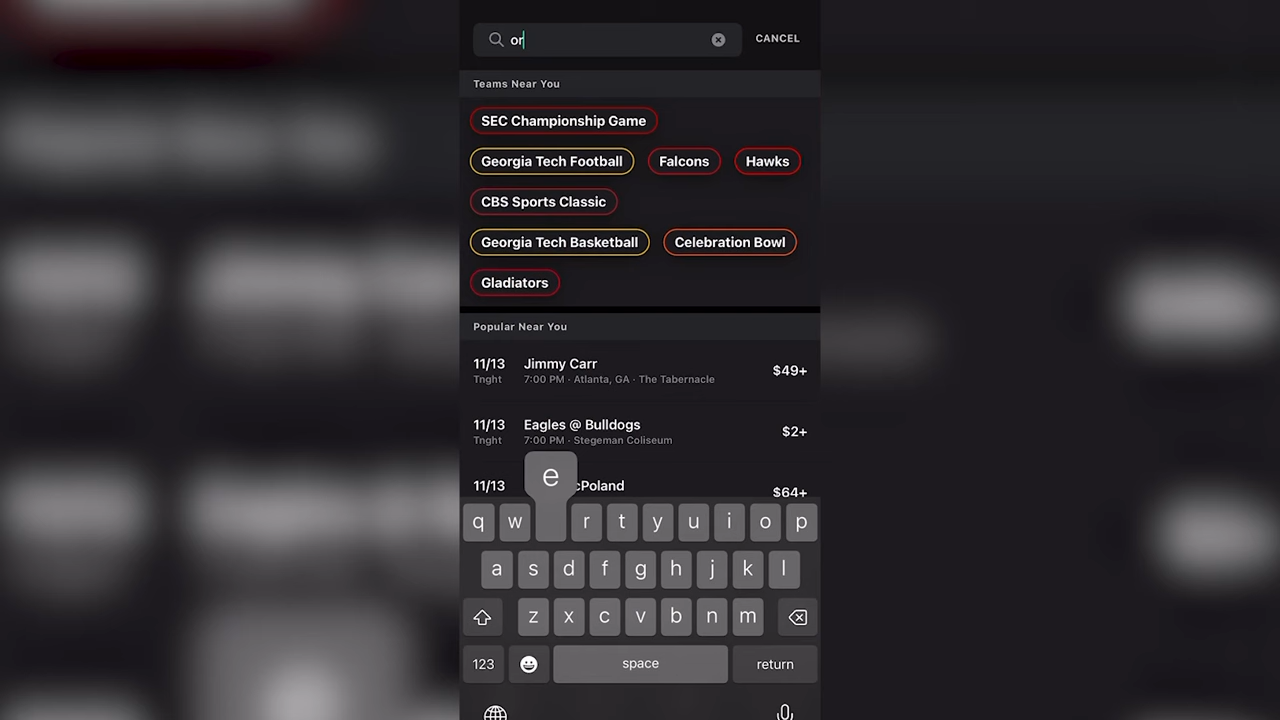 or
CANCEL
Teams Near You
SEC Championship Game
Georgia Tech Football Falcons Hawks
CBS Sports Classic
Georgia Tech Basketball Celebration Bowl
Gladiators
Popular Near You
11/13 Jimmy Carr $49+
Tnght 7:00 PM · Atlanta, GA · The Tabernacle
11/13 Eagles @ Bulldogs $2+
Tnght 7:00 PM · Stegeman Coliseum
11/13 cPoland $64+
e
q w r t y u i o p
a s d f g h j k l
z x c v b n m
123 space return